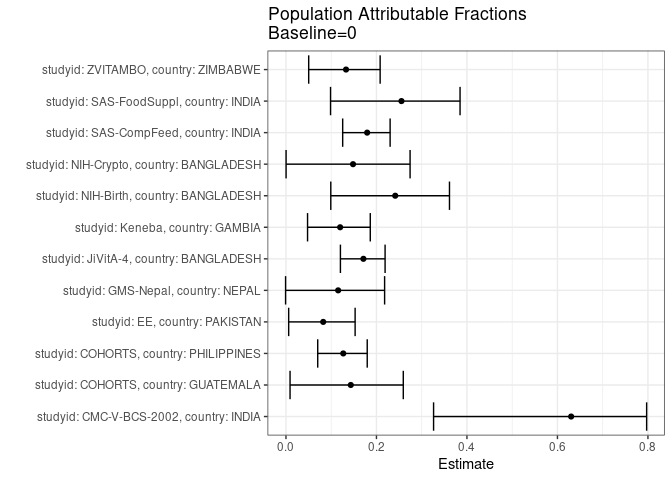 Population Attributable Fractions
Baseline=0
studyid: ZVITAMBO, country: ZIMBABWE
studyid: SAS-FoodSuppl, country: INDIA
studyid: SAS-CompFeed, country: INDIA
studyid: NIH-Crypto, country: BANGLADESH
studyid: NIH-Birth, country: BANGLADESH
studyid: Keneba, country: GAMBIA
studyid: JiVitA-4, country: BANGLADESH
studyid: GMS-Nepal, country: NEPAL
studyid: EE, country: PAKISTAN
studyid: COHORTS, country: PHILIPPINES
studyid: COHORTS, country: GUATEMALA
studyid: CMC-V-BCS-2002, country: INDIA
0.0 0.2 0.4 0.6 0.8
Estimate